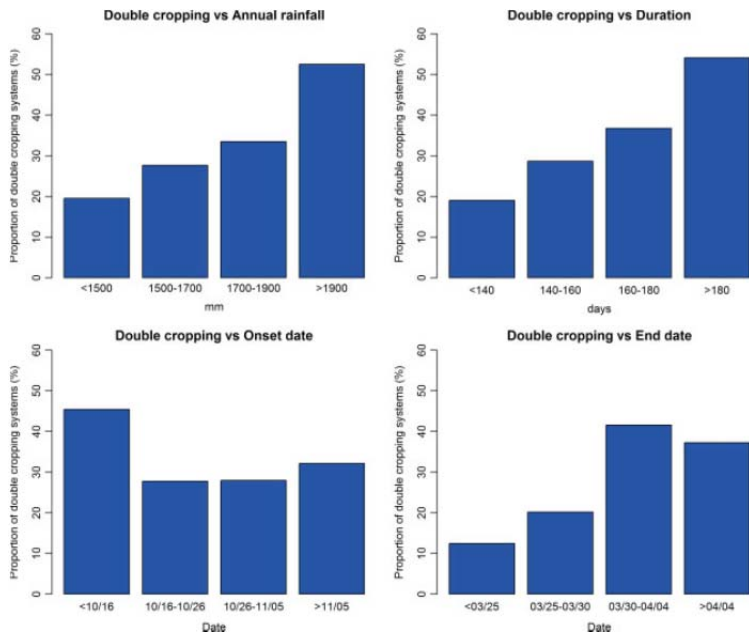 Double cropping vs Annual rainfall
Proportion of double cropping systems (%)
60
50
40
30
20
10
0
<1500 1500-1700 1700-1900 >1900
mm
Double cropping vs Duration
Proportion of double cropping systems (%)
60
50
40
30
20
10
0
<140 140-160 160-180 >180
days
Double cropping vs Onset date
Proportion of double cropping systems (%)
60
50
40
30
20
10
0
<10/16 10/16-10/26 10/26-11/05 >11/05
Date
Double cropping vs End date
Proportion of double cropping systems (%)
60
50
40
30
20
10
0
<03/25 03/25-03/30 03/30-04/04 >04/04
Date